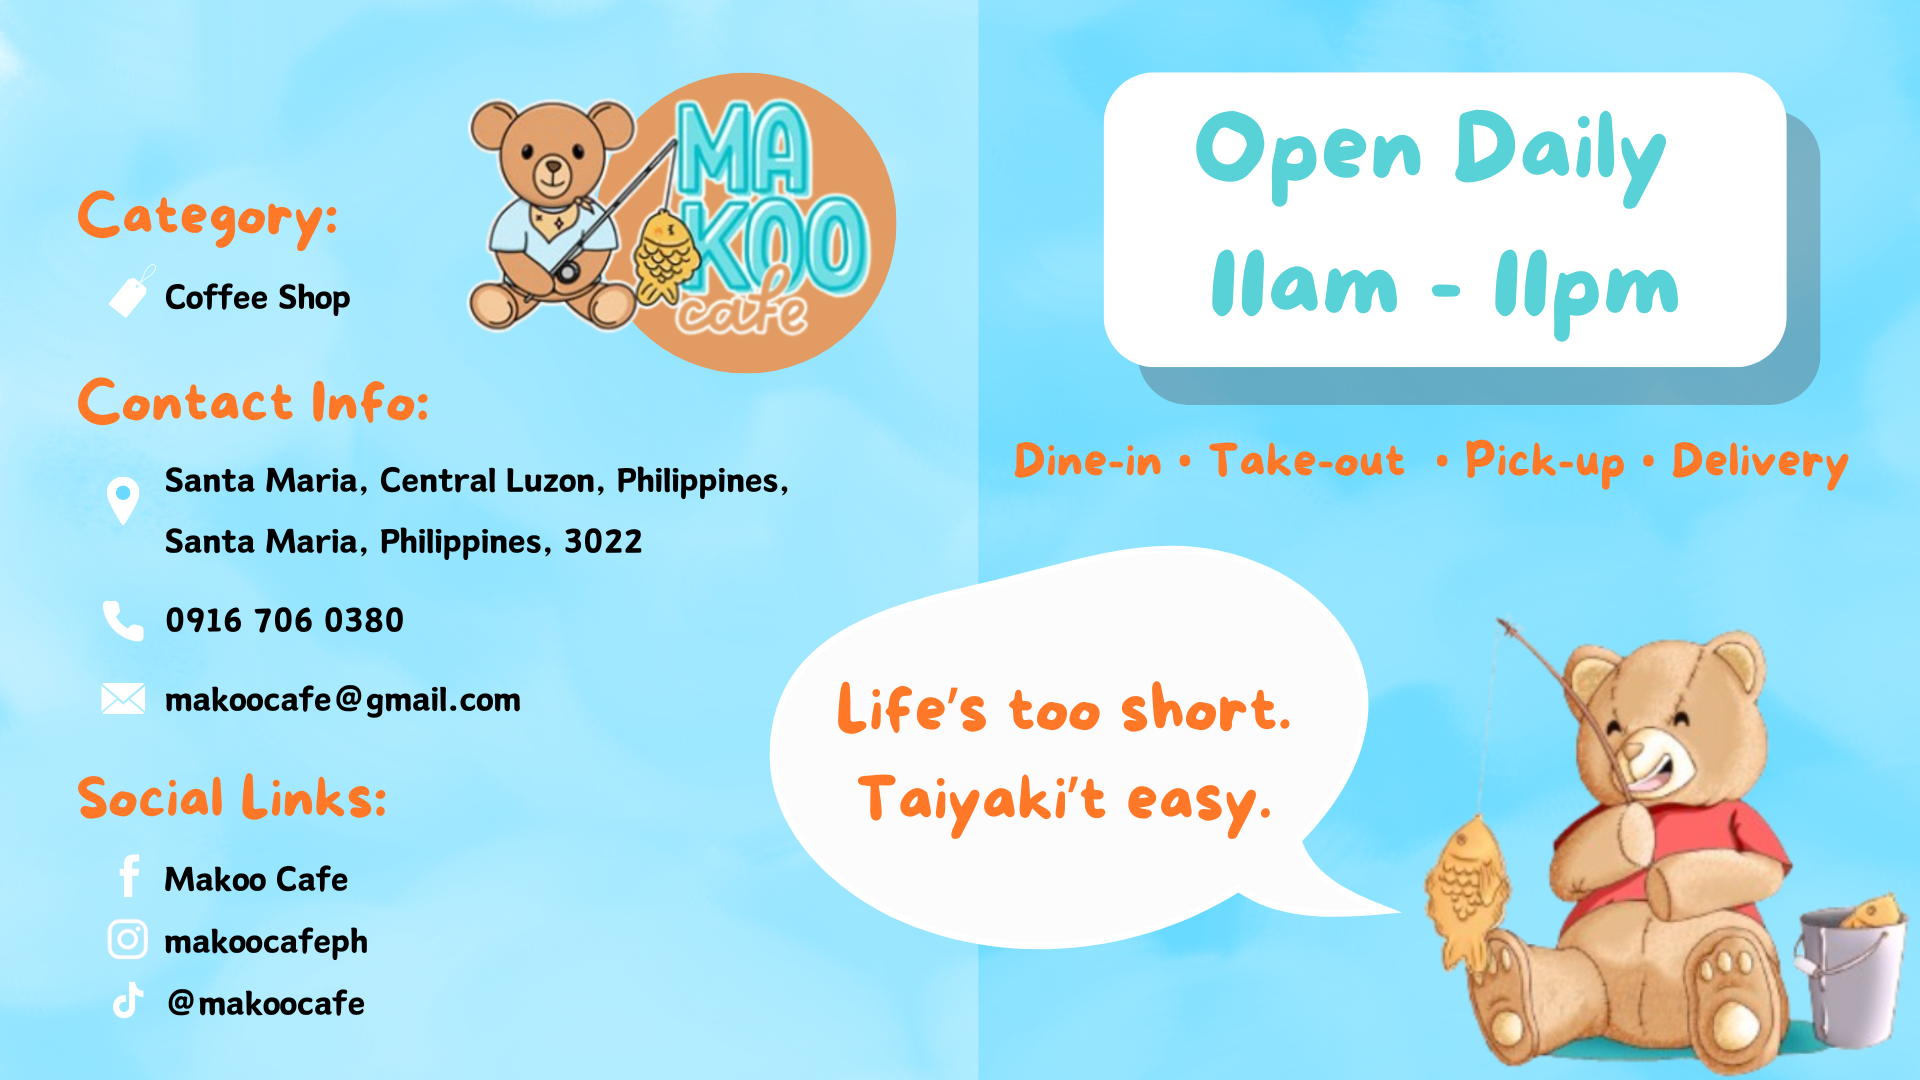 MA
KOO
cafe
Category:
Coffee Shop
Contact Info:
Santa Maria, Central Luzon, Philippines,
Santa Maria, Philippines, 3022
0916 706 0380
makoocafe@gmail.com
Social Links:
Makoo Cafe
makoocafeph
@makoocafe
Open Daily
11am - 11pm
Dine-in • Take-out • Pick-up • Delivery
Life's too short.
Taiyaki't easy.